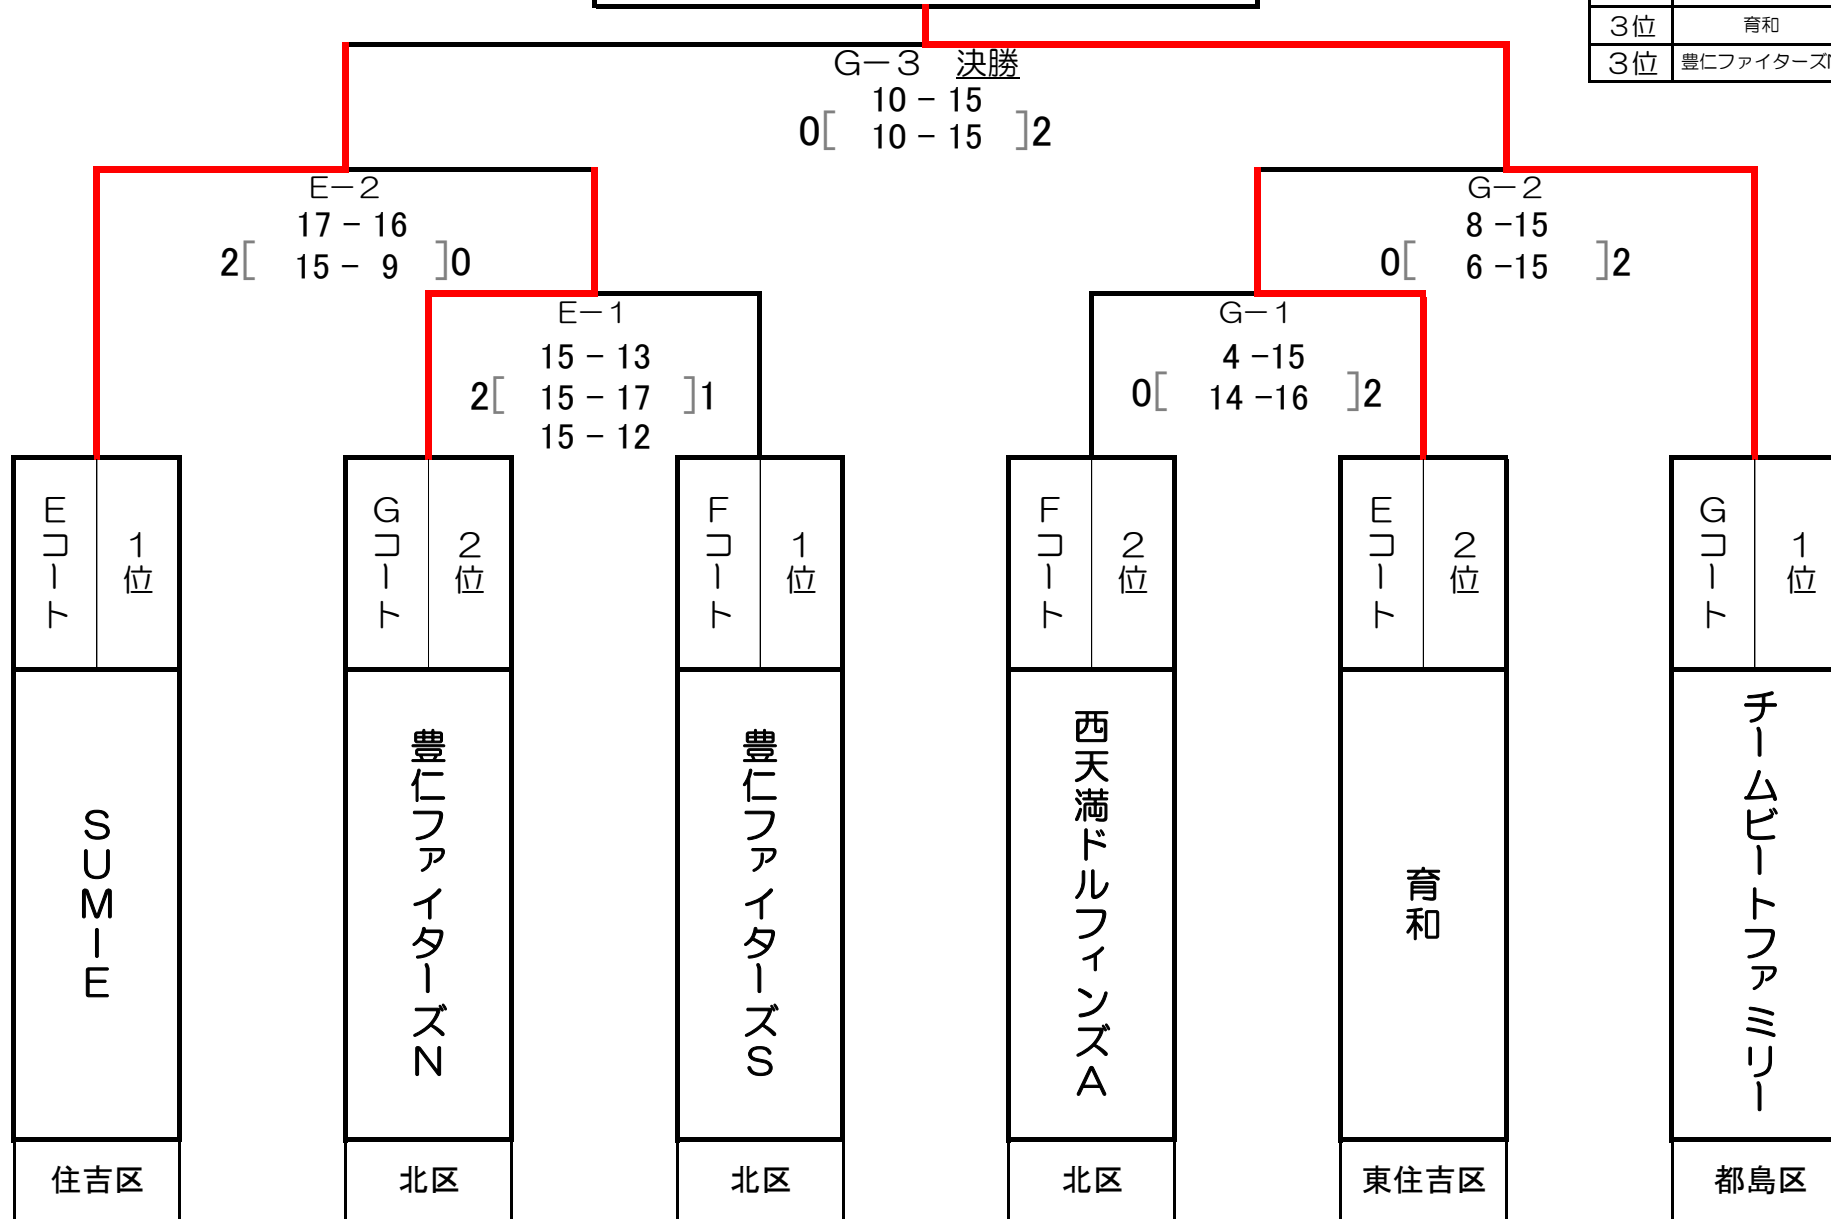 ３位 育和
３位 豊仁ファイターズN
G－３ 決勝
10 － 15
0[ 10 － 15 ]2
E－２
17 － 16
2[ 15 － 9 ]0
G－２
8 －15
0[ 6 －15 ]2
E－１
15 － 13
2[ 15 － 17 ]1
15 － 12
G－１
4 －15
0[ 14 －16 ]2
Eコート １位
Gコート ２位
Fコート １位
Fコート ２位
Eコート ２位
Gコート １位
SUMIE
豊仁ファイターズN
豊仁ファイターズS
西天満ドルフィンズA
育和
チームビートファミリー
住吉区 北区 北区 北区 東住吉区 都島区